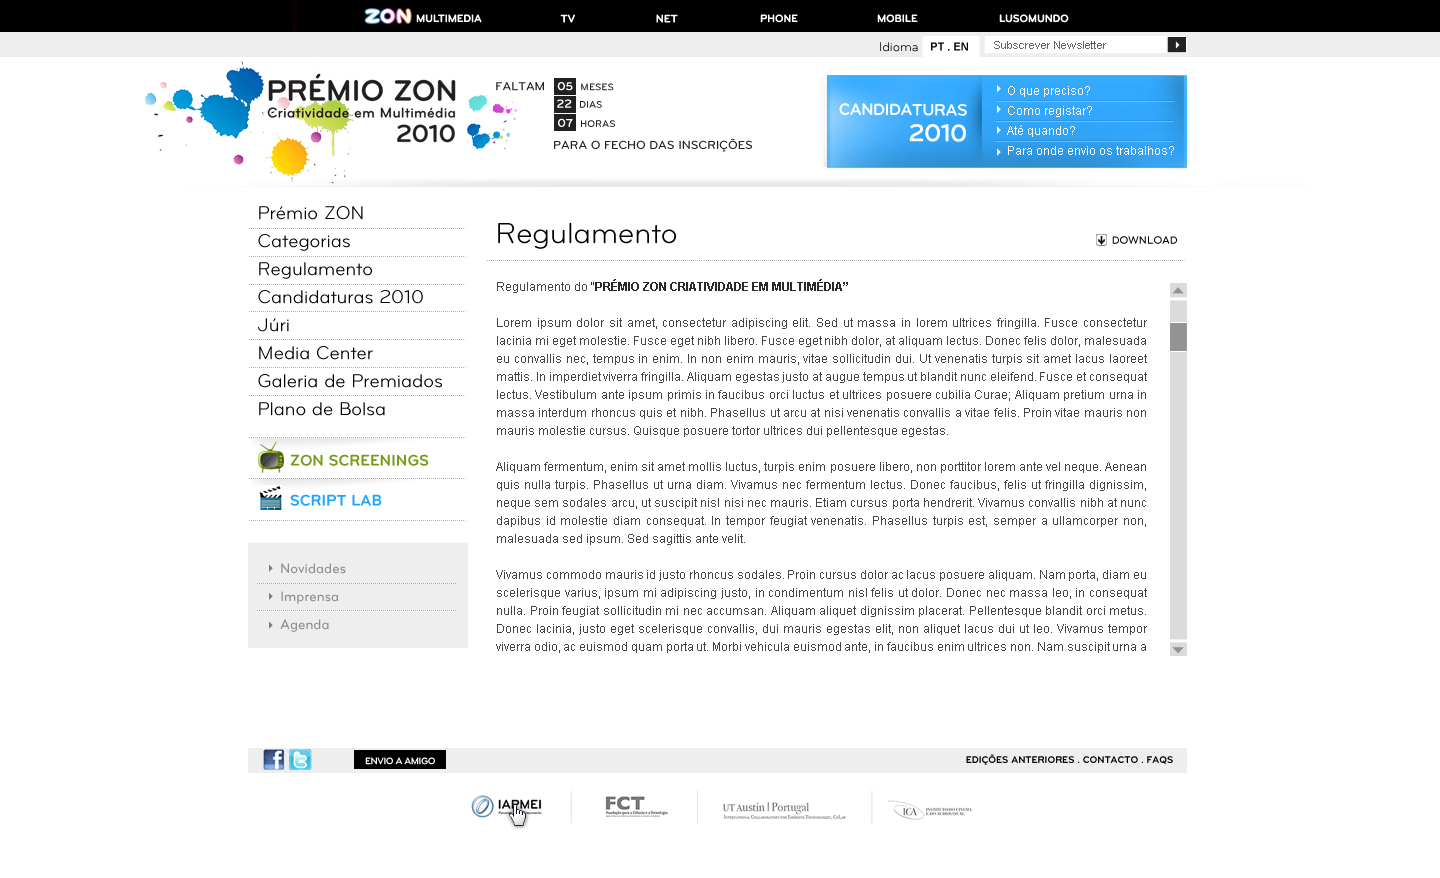 ZON MULTIMEDIA TV NET PHONE MOBILE LUSOMUNDO
Idioma PT . EN Subscrever Newsletter
PRÉMIO ZON
Criatividade em Multimédia
2010
FALTAM 05 MESES
22 DIAS
07 HORAS
PARA O FECHO DAS INSCRIÇÕES
CANDIDATURAS
2010
O que preciso?
Como registar?
Até quando?
Para onde envio os trabalhos?
Prémio ZON
Categorias
Regulamento
Candidaturas 2010
Júri
Media Center
Galeria de Premiados
Plano de Bolsa
ZON SCREENINGS
SCRIPT LAB
Novidades
Imprensa
Agenda
Regulamento
DOWNLOAD
Regulamento do "PRÉMIO ZON CRIATIVIDADE EM MULTIMÉDIA”
Lorem ipsum dolor sit amet, consectetur adipiscing elit. Sed ut massa in lorem ultrices fringilla. Fusce consectetur
lacinia mi eget molestie. Fusce eget nibh libero. Fusce eget nibh dolor, at aliquam lectus. Donec felis dolor, malesuada
eu convallis nec, tempus in enim. In non enim mauris, vitae sollicitudin dui. Ut venenatis turpis sit amet lacus laoreet
mattis. In imperdiet viverra fringilla. Aliquam egestas justo at augue tempus ut blandit nunc eleifend. Fusce et consequat
lectus. Vestibulum ante ipsum primis in faucibus orci luctus et ultrices posuere cubilia Curae; Aliquam pretium urna in
massa interdum rhoncus quis et nibh. Phasellus ut arcu at nisi venenatis convallis a vitae felis. Proin vitae mauris non
mauris molestie cursus. Quisque posuere tortor ultrices dui pellentesque egestas.
Aliquam fermentum, enim sit amet mollis luctus, turpis enim posuere libero, non porttitor lorem ante vel neque. Aenean
quis nulla turpis. Phasellus ut urna diam. Vivamus nec fermentum lectus. Donec faucibus, felis ut fringilla dignissim,
neque sem sodales arcu, ut suscipit nisl nisi nec mauris. Etiam cursus porta hendrerit. Vivamus convallis nibh at nunc
dapibus id molestie diam consequat. In tempor feugiat venenatis. Phasellus turpis est, semper a ullamcorper non,
malesuada sed ipsum. Sed sagittis ante velit.
Vivamus commodo mauris id justo rhoncus sodales. Proin cursus dolor ac lacus posuere aliquam. Nam porta, diam eu
scelerisque varius, ipsum mi adipiscing justo, in condimentum nisl felis ut dolor. Donec nec massa leo, in consequat
nulla. Proin feugiat sollicitudin mi nec accumsan. Aliquam aliquet dignissim placerat. Pellentesque blandit orci metus.
Donec lacinia, justo eget scelerisque convallis, dui mauris egestas elit, non aliquet lacus dui ut leo. Vivamus tempor
viverra odio, ac euismod quam porta ut. Morbi vehicula euismod ante, in faucibus enim ultrices non. Nam suscipit urna a
ENVIO A AMIGO
EDIÇÕES ANTERIORES . CONTACTO . FAQS
IAPMEI
FCT
Fundação para a Ciência e a Tecnologia
UT Austin | Portugal
International Collaboratory for Emerging Technologies, CoLab
ICA
INSTITUTO DO CINEMA
E DO AUDIOVISUAL